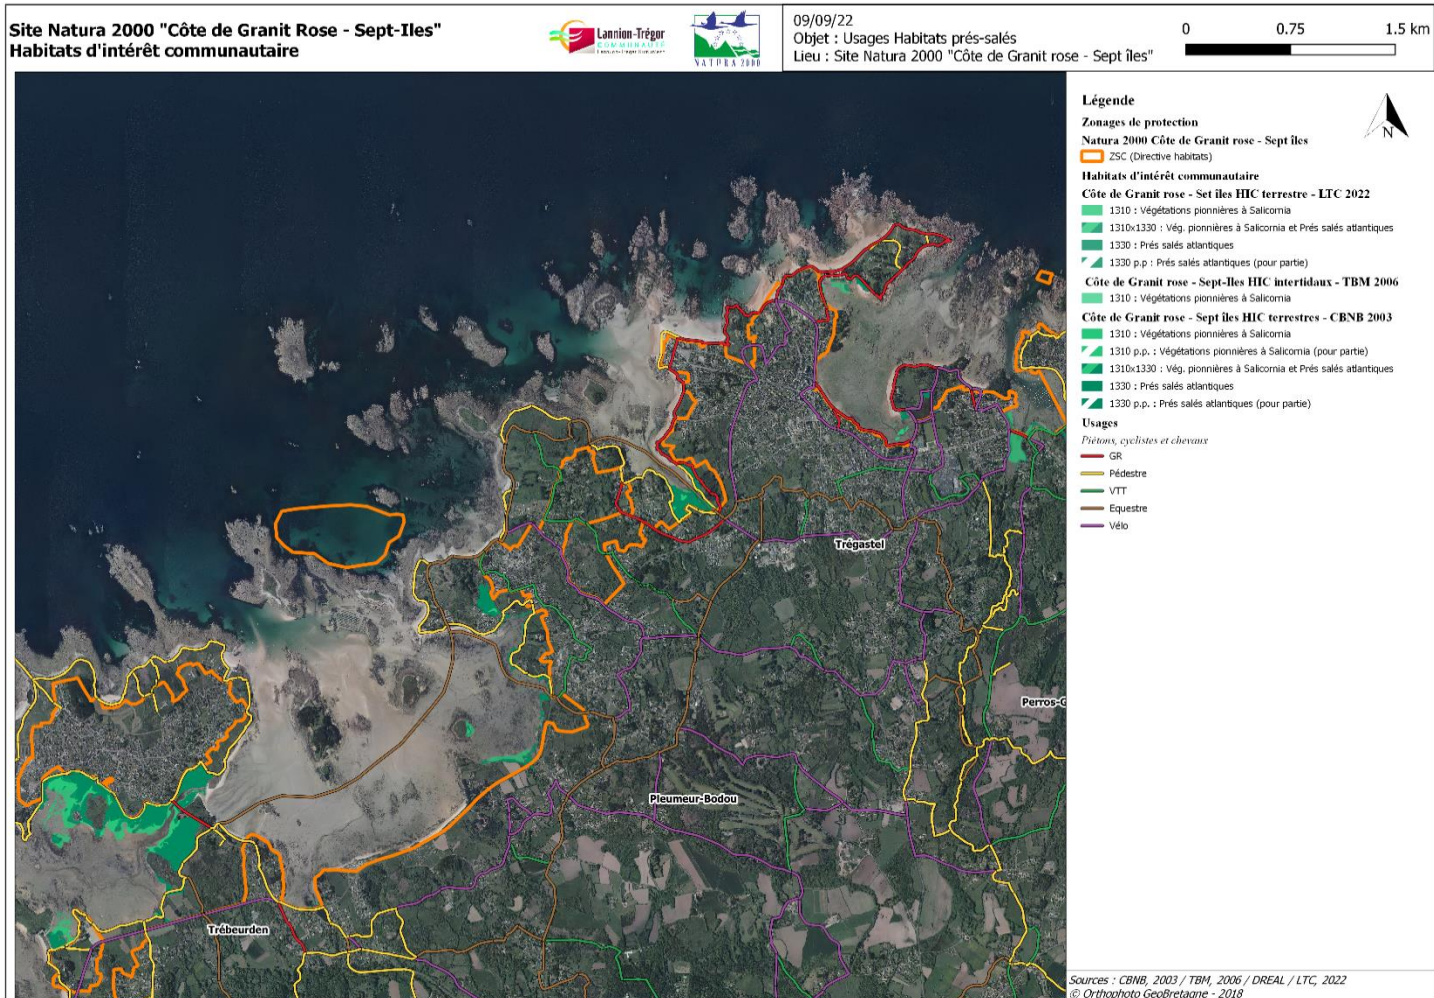 Site Natura 2000 "Côte de Granit Rose - Sept-Iles"
Habitats d'intérêt communautaire
Lannion-Trégor
COMMUNAUTÉ
NATURA 2000
09/09/22
Objet : Usages Habitats prés-salés
Lieu : Site Natura 2000 "Côte de Granit rose - Sept îles"
0 0.75 1.5 km
Légende
Zonages de protection
Natura 2000 Côte de Granit rose - Sept îles
ZSC (Directive habitats)
N
Habitats d'intérêt communautaire
Côte de Granit rose - Set îles HIC terrestre - LTC 2022
1310 : Végétations pionnières à Salicornia
1310x1330 : Vég. pionnières à Salicornia et Prés salés atlantiques
1330 : Prés salés atlantiques
1330 p.p : Prés salés atlantiques (pour partie)
Côte de Granit rose - Sept-Iles HIC intertidaux - TBM 2006
1310 : Végétations pionnières à Salicornia
Côte de Granit rose - Sept îles HIC terrestres - CBNB 2003
1310 : Végétations pionnières à Salicornia
1310 p.p. : Végétations pionnières à Salicornia (pour partie)
1310x1330 : Vég. pionnières à Salicornia et Prés salés atlantiques
1330 : Prés salés atlantiques
1330 p.p. : Prés salés atlantiques (pour partie)
Usages
Piétons, cyclistes et chevaux
GR
Pédestre
VTT
Equestre
Vélo
Trégastel
Perros-G
Pleumeur-Bodou
Trébeurden
Sources : CBNB, 2003 / TBM, 2006 / DREAL / LTC, 2022
© Orthophoto GeoBretagne - 2018